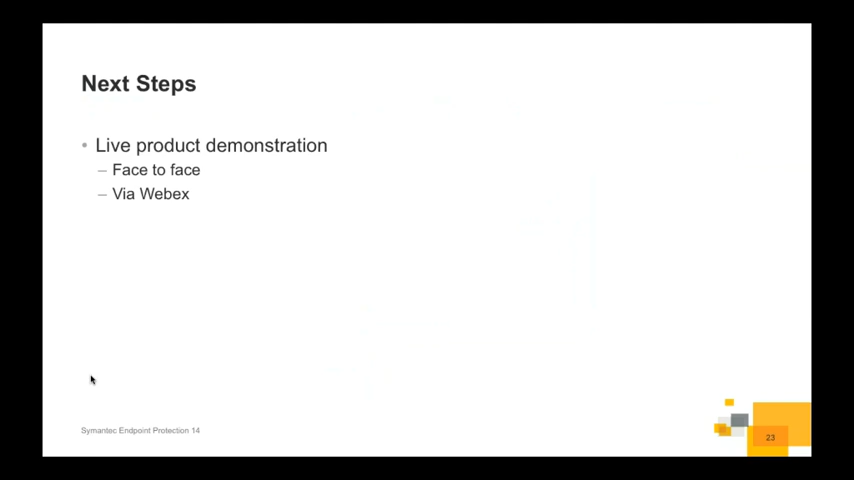 Next Steps
• Live product demonstration
– Face to face
– Via Webex
Symantec Endpoint Protection 14
23